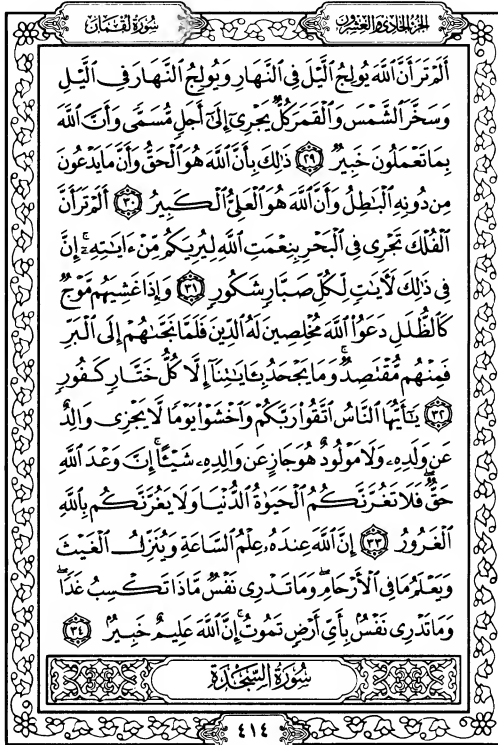 الجزء الحادي والعشرون
سورة لقمان
أَلَمْ تَرَ أَنَّ ٱللَّهَ يُولِجُ ٱلَّيْلَ فِى ٱلنَّهَارِ وَيُولِجُ ٱلنَّهَارَ فِى ٱلَّيْلِ
وَسَخَّرَ ٱلشَّمْسَ وَٱلْقَمَرَ كُلٌّ يَجْرِىٓ إِلَىٰٓ أَجَلٍ مُّسَمًّى وَأَنَّ ٱللَّهَ
بِمَا تَعْمَلُونَ خَبِيرٌ ٢٩ ذَٰلِكَ بِأَنَّ ٱللَّهَ هُوَ ٱلْحَقُّ وَأَنَّ مَا يَدْعُونَ
مِن دُونِهِ ٱلْبَٰطِلُ وَأَنَّ ٱللَّهَ هُوَ ٱلْعَلِىُّ ٱلْكَبِيرُ ٣٠ أَلَمْ تَرَ أَنَّ
ٱلْفُلْكَ تَجْرِى فِى ٱلْبَحْرِ بِنِعْمَتِ ٱللَّهِ لِيُرِيَكُم مِّنْ ءَايَٰتِهِۦٓ ۚ إِنَّ
فِى ذَٰلِكَ لَءَايَٰتٍ لِّكُلِّ صَبَّارٍ شَكُورٍ ٣١ وَإِذَا غَشِيَهُم مَّوْجٌ
كَٱلظُّلَلِ دَعَوُا۟ ٱللَّهَ مُخْلِصِينَ لَهُ ٱلدِّينَ فَلَمَّا نَجَّىٰهُمْ إِلَى ٱلْبَرِّ
فَمِنْهُم مُّقْتَصِدٌ ۚ وَمَا يَجْحَدُ بِـَٔايَٰتِنَآ إِلَّا كُلُّ خَتَّارٍ كَفُورٍ
٣٢ يَٰٓأَيُّهَا ٱلنَّاسُ ٱتَّقُوا۟ رَبَّكُمْ وَٱخْشَوْا۟ يَوْمًا لَّا يَجْزِى وَالِدٌ
عَن وَلَدِهِۦ وَلَا مَوْلُودٌ هُوَ جَازٍ عَن وَالِدِهِۦ شَيْـًٔا ۚ إِنَّ وَعْدَ ٱللَّهِ
حَقٌّ ۖ فَلَا تَغُرَّنَّكُمُ ٱلْحَيَوٰةُ ٱلدُّنْيَا وَلَا يَغُرَّنَّكُم بِٱللَّهِ
ٱلْغَرُورُ ٣٣ إِنَّ ٱللَّهَ عِندَهُۥ عِلْمُ ٱلسَّاعَةِ وَيُنَزِّلُ ٱلْغَيْثَ
وَيَعْلَمُ مَا فِى ٱلْأَرْحَامِ ۖ وَمَا تَدْرِى نَفْسٌ مَّاذَا تَكْسِبُ غَدًا ۖ
وَمَا تَدْرِى نَفْسٌۢ بِأَىِّ أَرْضٍ تَمُوتُ ۚ إِنَّ ٱللَّهَ عَلِيمٌ خَبِيرٌۢ ٣٤
سُورَةُ السَّجْدَةِ
٤١٤